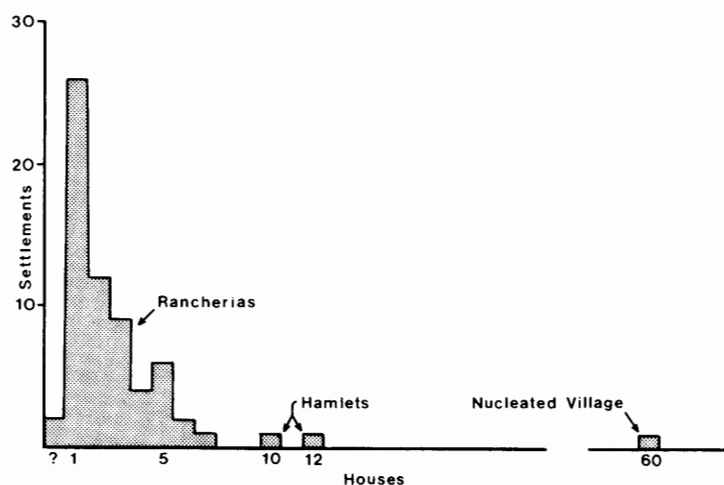 30
20
10
Settlements
Rancherias
Hamlets
Nucleated Village
? 1 5 10 12 60
Houses